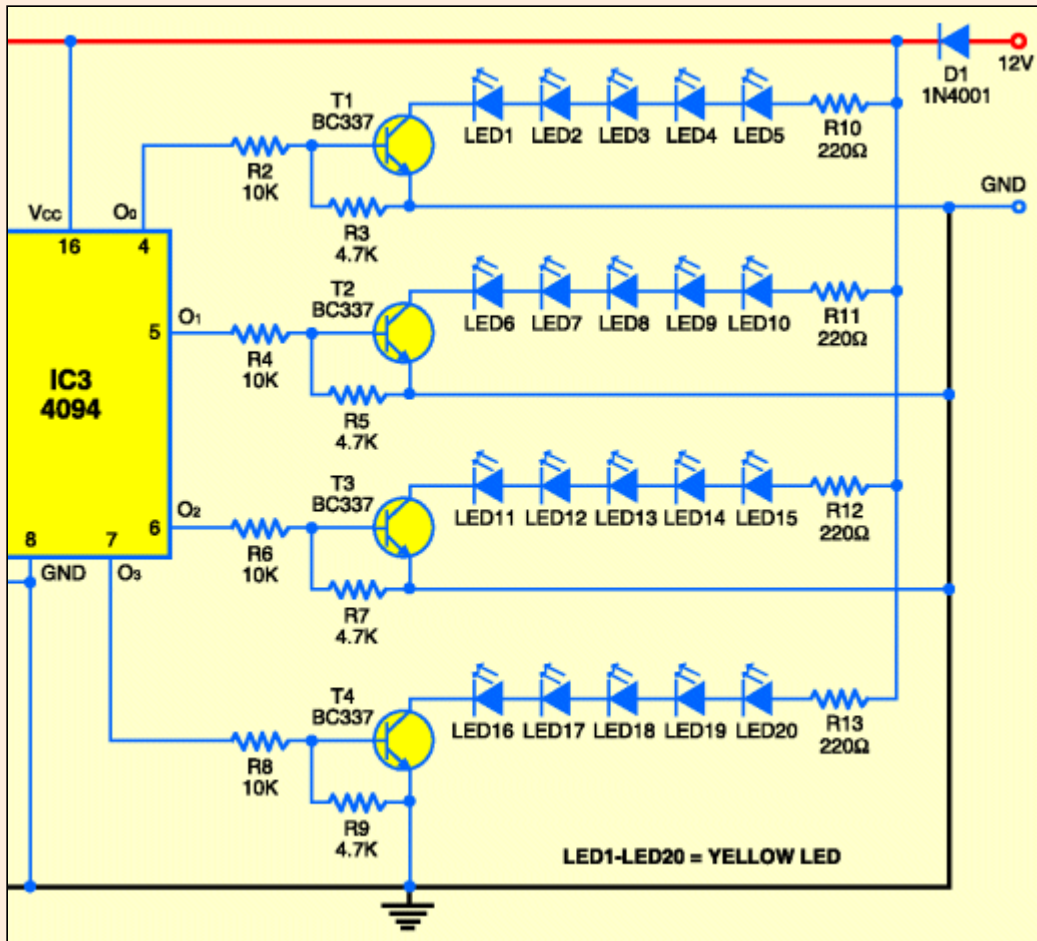 12V
D1
1N4001
T1
BC337
LED1 LED2 LED3 LED4 LED5
R10
220Ω
R2
10K
GND
Vcc O0
R3
4.7K
16 4
T2
BC337
LED6 LED7 LED8 LED9 LED10
R11
220Ω
5 O1
R4
10K
IC3
4094
R5
4.7K
T3
BC337
LED11 LED12 LED13 LED14 LED15
R12
220Ω
6 O2
R6
10K
8 7
GND O3
R7
4.7K
T4
BC337
LED16 LED17 LED18 LED19 LED20
R13
220Ω
R8
10K
R9
4.7K
LED1-LED20 = YELLOW LED